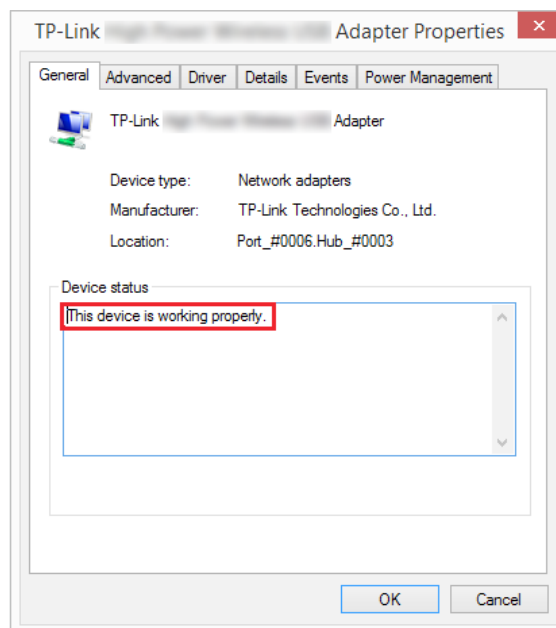 TP-Link Adapter Properties
General Advanced Driver Details Events Power Management
TP-Link Adapter
Device type: Network adapters
Manufacturer: TP-Link Technologies Co., Ltd.
Location: Port_#0006.Hub_#0003
Device status
This device is working properly.
OK Cancel